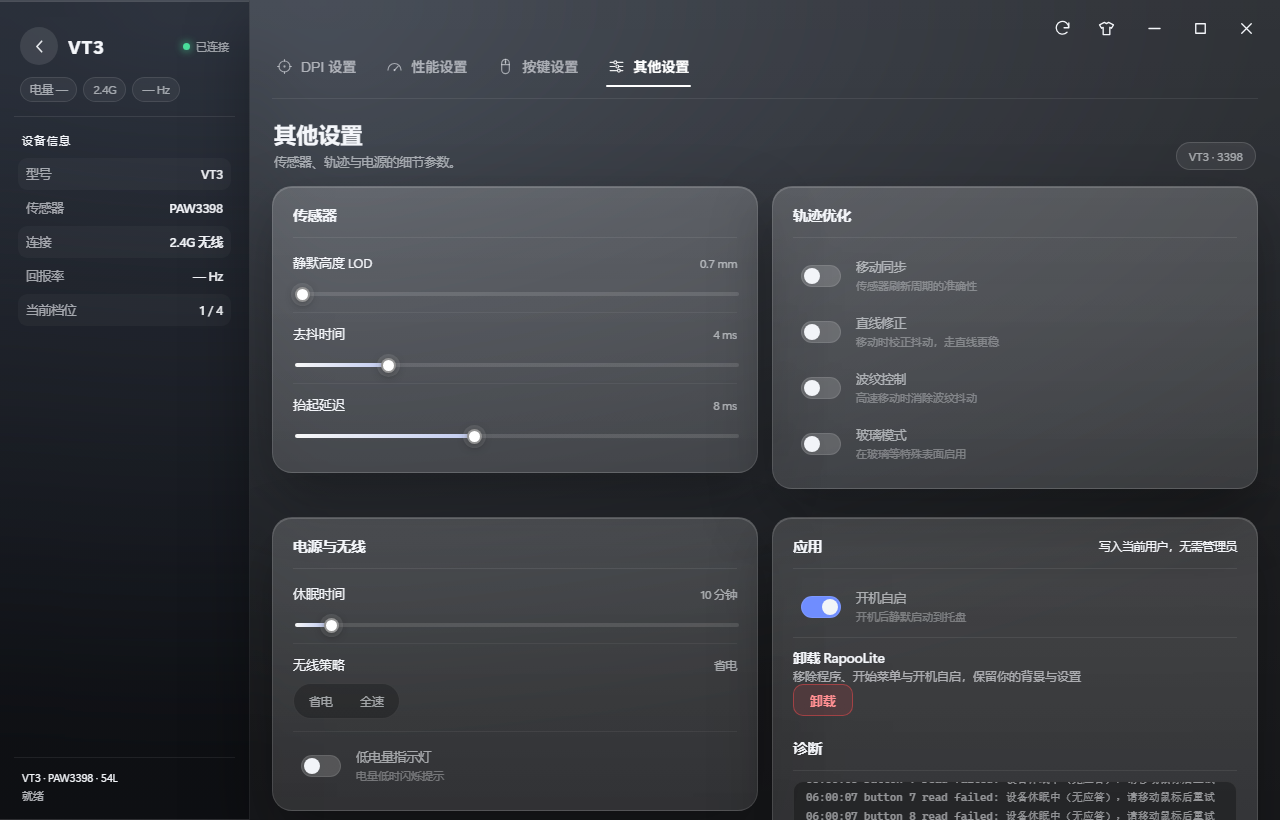 VT3
已连接
电量 —
2.4G
— Hz
设备信息
型号 VT3
传感器 PAW3398
连接 2.4G 无线
回报率 — Hz
当前档位 1 / 4
VT3 · PAW3398 · 54L
就绪
DPI 设置
性能设置
按键设置
其他设置
其他设置
传感器、轨迹与电源的细节参数。
VT3 · 3398
传感器
静默高度 LOD 0.7 mm
去抖时间 4 ms
抬起延迟 8 ms
轨迹优化
移动同步
传感器刷新周期的准确性
直线修正
移动时校正抖动，走直线更稳
波纹控制
高速移动时消除波纹抖动
玻璃模式
在玻璃等特殊表面启用
电源与无线
休眠时间 10 分钟
无线策略 省电
省电 全速
低电量指示灯
电量低时闪烁提示
应用 写入当前用户，无需管理员
开机自启
开机后静默启动到托盘
卸载 RapooLite
移除程序、开始菜单与开机自启，保留你的背景与设置
卸载
诊断
06:00:07 button 7 read failed: 设备休眠中（无应答），请移动鼠标后重试
06:00:07 button 8 read failed: 设备休眠中（无应答），请移动鼠标后重试